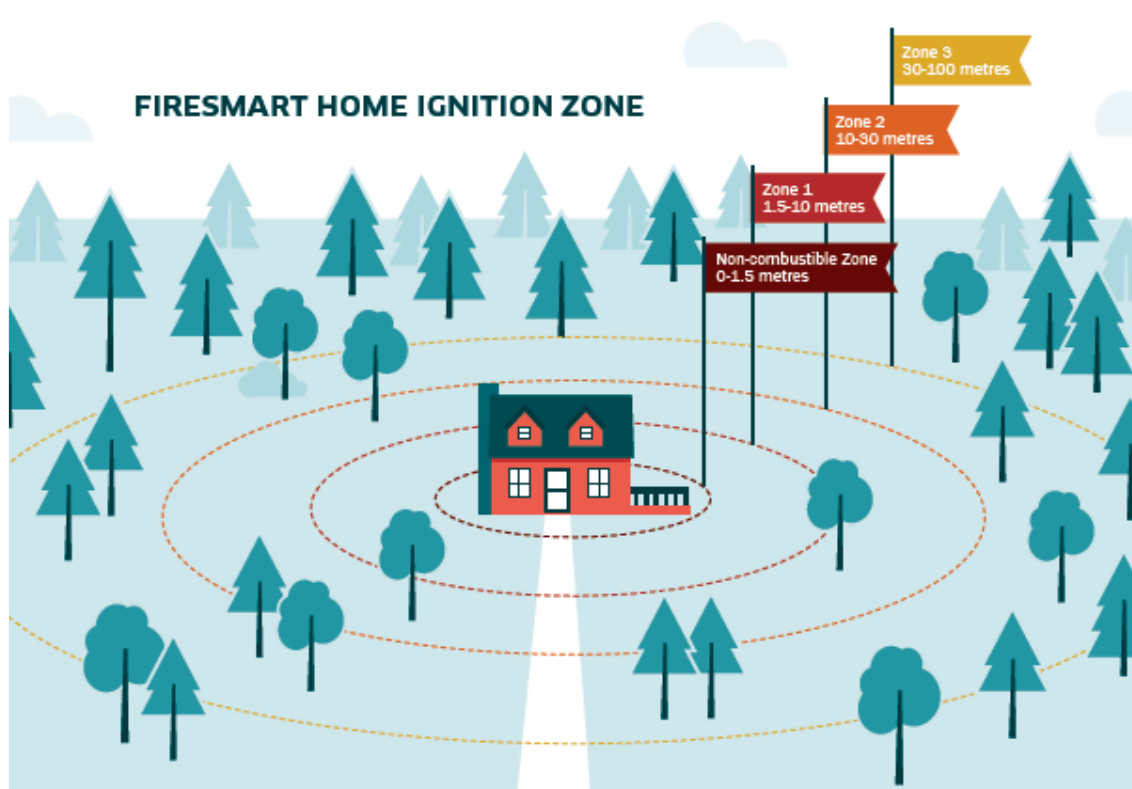 FIRESMART HOME IGNITION ZONE
Zone 3
30-100 metres
Zone 2
10-30 metres
Zone 1
1.5-10 metres
Non-combustible Zone
0-1.5 metres